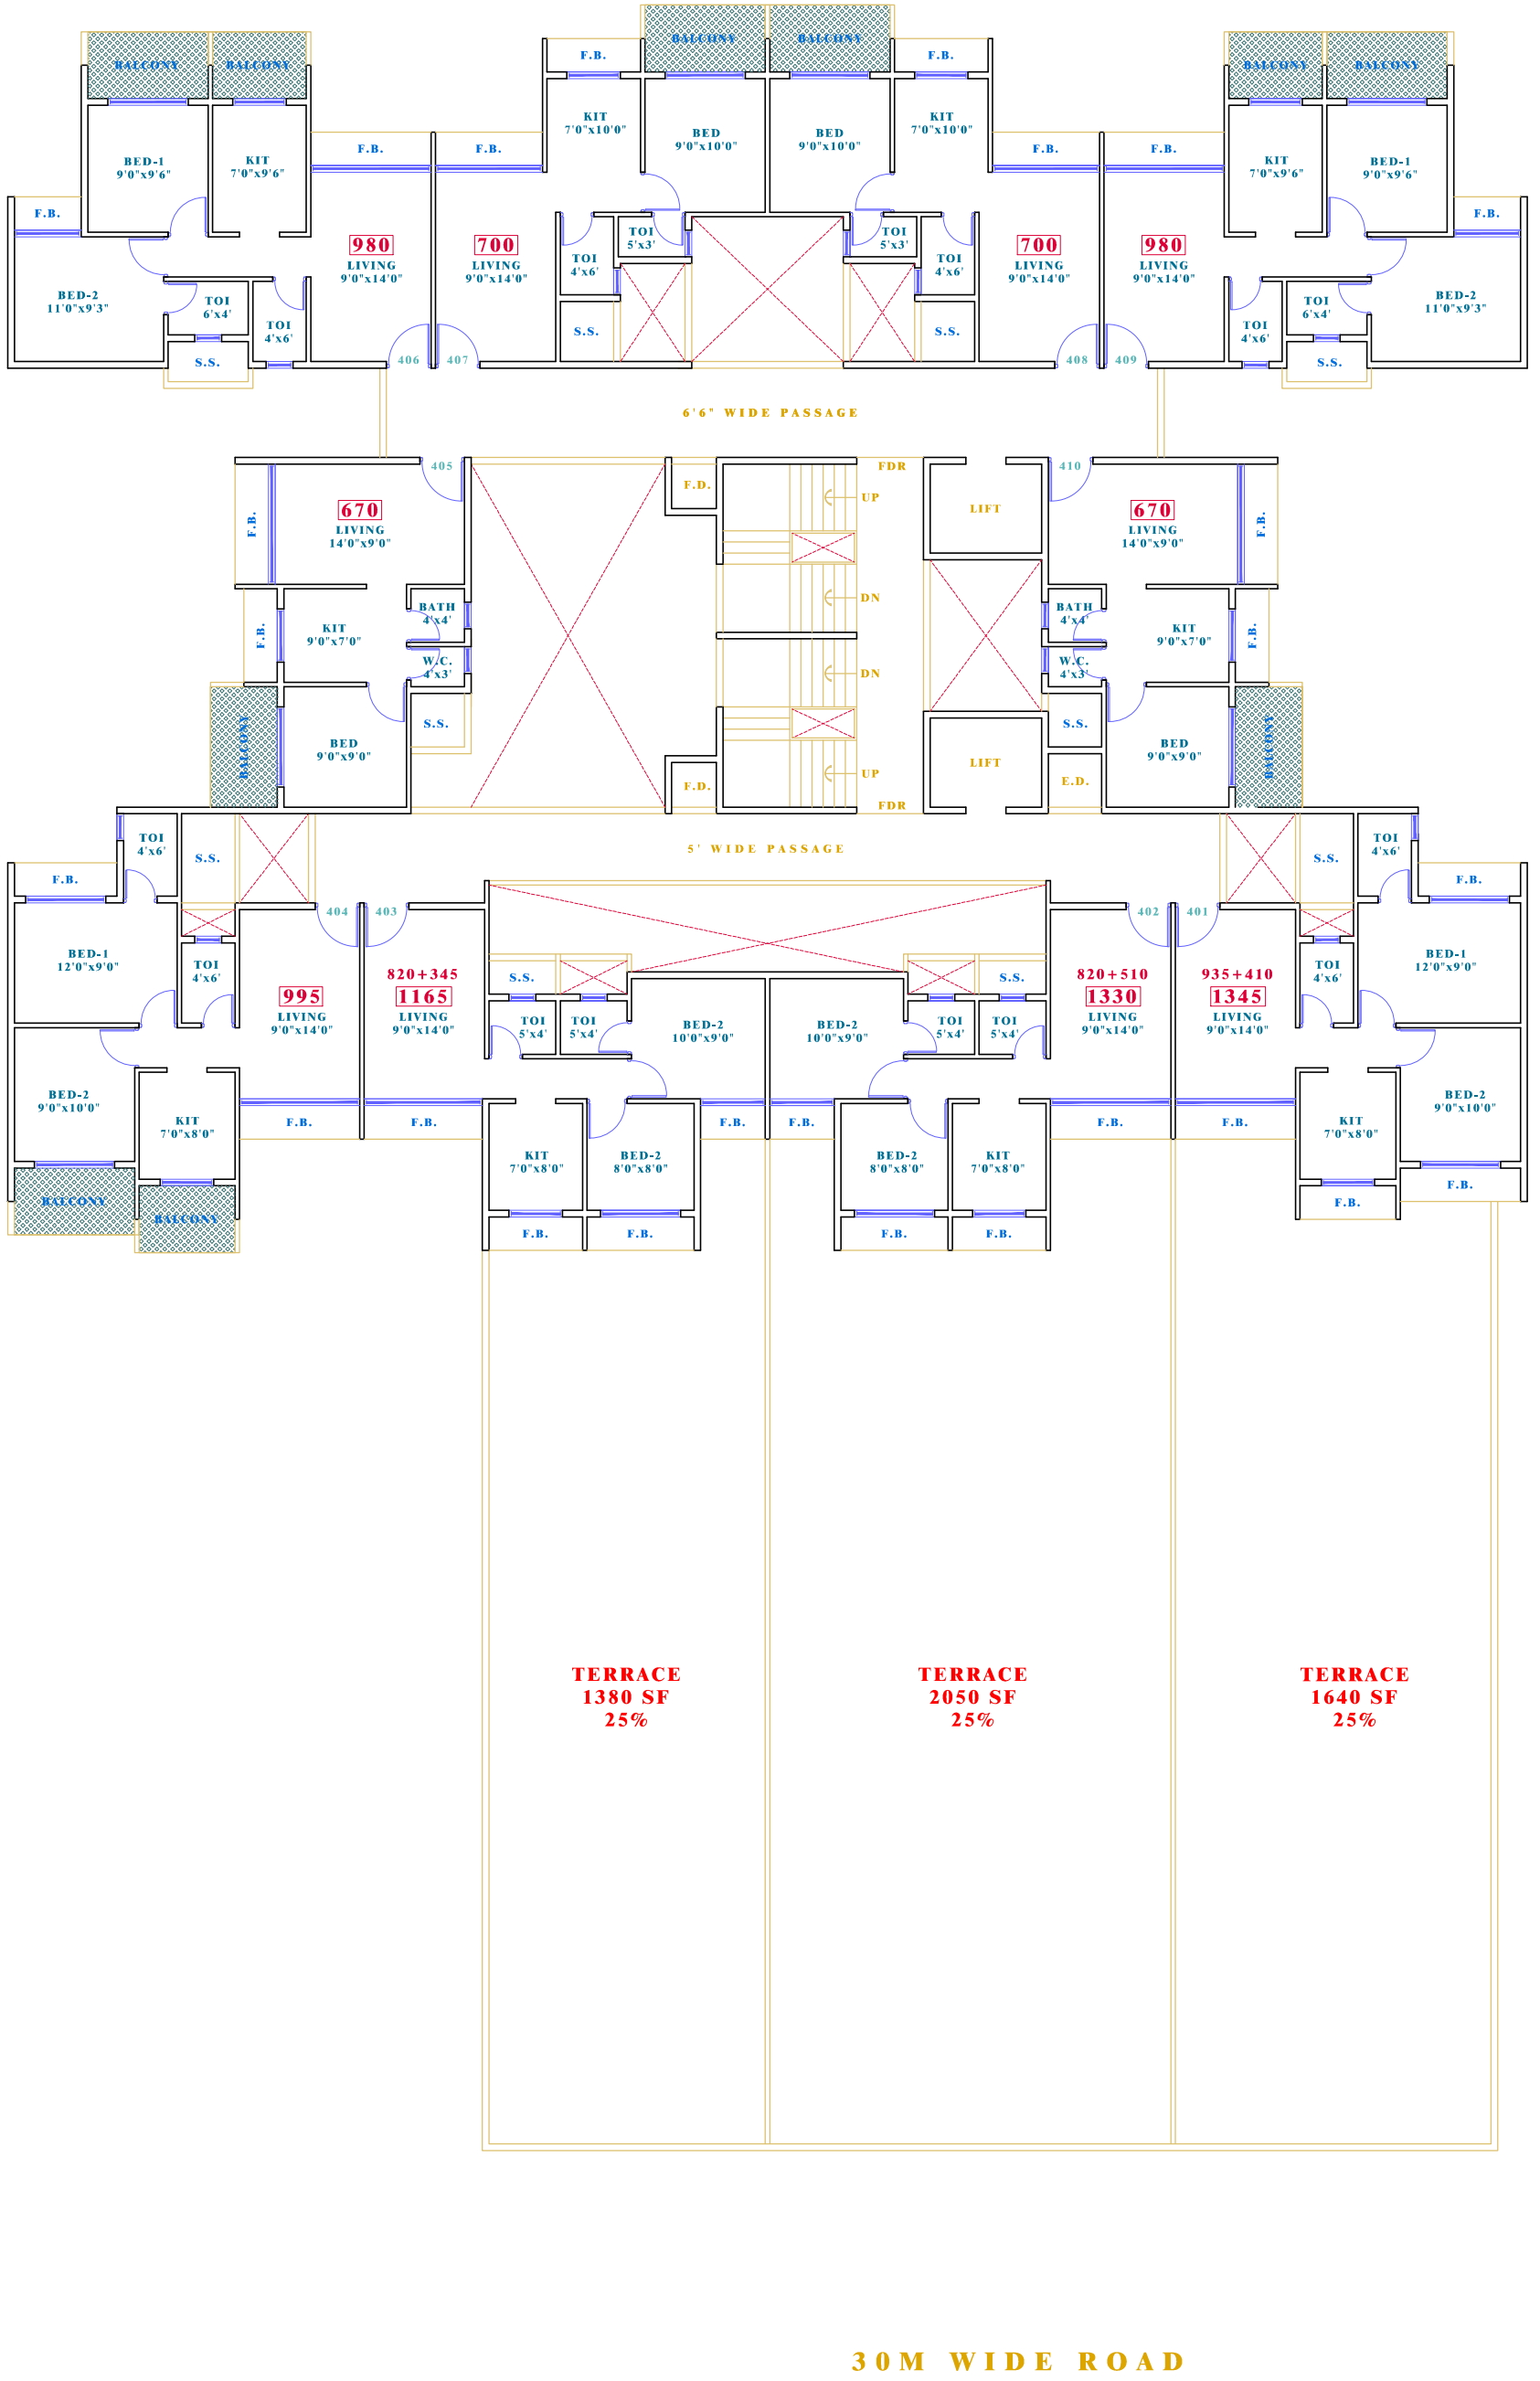 BALCONY
BALCONY
F.B.
BALCONY
BALCONY
F.B.
BALCONY
BALCONY
KIT
7'0"x10'0"
BED
9'0"x10'0"
BED
9'0"x10'0"
KIT
7'0"x10'0"
BED-1
9'0"x9'6"
KIT
7'0"x9'6"
F.B.
F.B.
F.B.
F.B.
KIT
7'0"x9'6"
BED-1
9'0"x9'6"
F.B.
F.B.
980
LIVING
9'0"x14'0"
700
LIVING
9'0"x14'0"
TOI
4'x6'
TOI
5'x3'
TOI
5'x3'
TOI
4'x6'
700
LIVING
9'0"x14'0"
980
LIVING
9'0"x14'0"
BED-2
11'0"x9'3"
TOI
6'x4'
TOI
4'x6'
S.S.
S.S.
S.S.
TOI
4'x6'
TOI
6'x4'
BED-2
11'0"x9'3"
S.S.
406
407
408
409
6'6" WIDE PASSAGE
405
FDR
410
F.B.
670
LIVING
14'0"x9'0"
F.D.
UP
LIFT
670
LIVING
14'0"x9'0"
F.B.
F.B.
KIT
9'0"x7'0"
BATH
4'x4'
W.C.
4'x3'
DN
DN
BATH
4'x4'
W.C.
4'x3'
KIT
9'0"x7'0"
F.B.
BALCONY
BED
9'0"x9'0"
S.S.
F.D.
UP
FDR
LIFT
S.S.
E.D.
BED
9'0"x9'0"
BALCONY
5' WIDE PASSAGE
TOI
4'x6'
S.S.
S.S.
TOI
4'x6'
F.B.
F.B.
404
403
402
401
BED-1
12'0"x9'0"
TOI
4'x6'
995
LIVING
9'0"x14'0"
820+345
1165
LIVING
9'0"x14'0"
S.S.
TOI
5'x4'
TOI
5'x4'
BED-2
10'0"x9'0"
BED-2
10'0"x9'0"
TOI
5'x4'
TOI
5'x4'
S.S.
820+510
1330
LIVING
9'0"x14'0"
935+410
1345
LIVING
9'0"x14'0"
TOI
4'x6'
BED-1
12'0"x9'0"
BED-2
9'0"x10'0"
KIT
7'0"x8'0"
F.B.
F.B.
F.B.
F.B.
F.B.
F.B.
KIT
7'0"x8'0"
BED-2
9'0"x10'0"
KIT
7'0"x8'0"
BED-2
8'0"x8'0"
BED-2
8'0"x8'0"
KIT
7'0"x8'0"
BALCONY
BALCONY
F.B.
F.B.
F.B.
F.B.
F.B.
F.B.
TERRACE
1380 SF
25%
TERRACE
2050 SF
25%
TERRACE
1640 SF
25%
30M WIDE ROAD